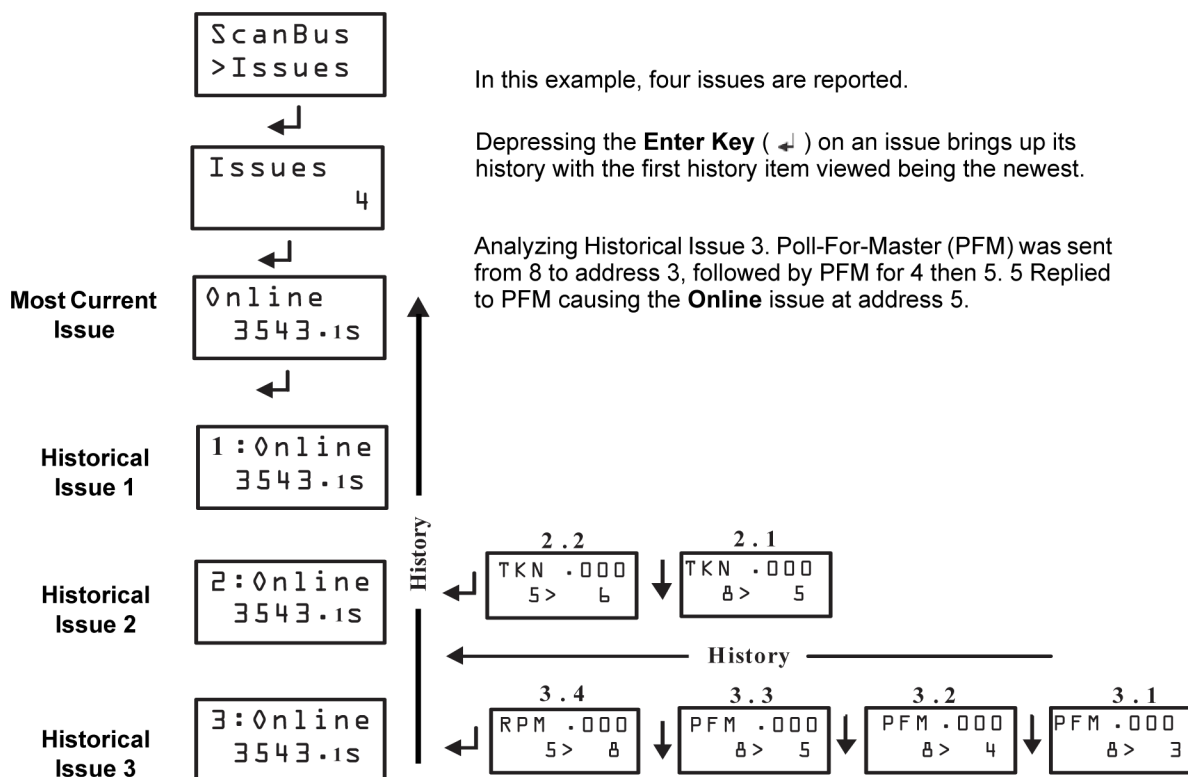 ScanBus
>Issues
In this example, four issues are reported.
Depressing the Enter Key ( ↲ ) on an issue brings up its
history with the first history item viewed being the newest.
Issues
4
Analyzing Historical Issue 3. Poll-For-Master (PFM) was sent
from 8 to address 3, followed by PFM for 4 then 5. 5 Replied
to PFM causing the Online issue at address 5.
Most Current
Issue
Online
3543.1s
Historical
Issue 1
1:Online
3543.1s
History
Historical
Issue 2
2:Online
3543.1s
2.2
TKN .000
5> 6
2.1
TKN .000
8> 5
History
Historical
Issue 3
3:Online
3543.1s
3.4
RPM .000
5> 8
3.3
PFM .000
8> 5
3.2
PFM .000
8> 4
3.1
PFM .000
8> 3